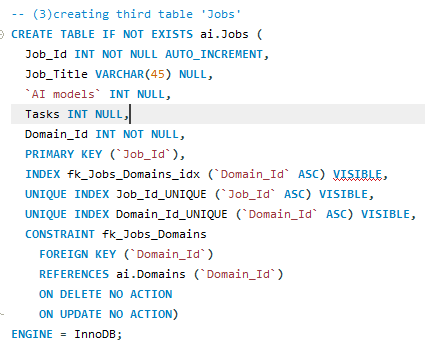 -- (3)creating third table 'Jobs'
CREATE TABLE IF NOT EXISTS ai.Jobs (
  Job_Id INT NOT NULL AUTO_INCREMENT,
  Job_Title VARCHAR(45) NULL,
  `AI models` INT NULL,
  Tasks INT NULL,
  Domain_Id INT NOT NULL,
  PRIMARY KEY (`Job_Id`),
  INDEX fk_Jobs_Domains_idx (`Domain_Id` ASC) VISIBLE,
  UNIQUE INDEX Job_Id_UNIQUE (`Job_Id` ASC) VISIBLE,
  UNIQUE INDEX Domain_Id_UNIQUE (`Domain_Id` ASC) VISIBLE,
  CONSTRAINT fk_Jobs_Domains
    FOREIGN KEY (`Domain_Id`)
    REFERENCES ai.Domains (`Domain_Id`)
    ON DELETE NO ACTION
    ON UPDATE NO ACTION)
ENGINE = InnoDB;